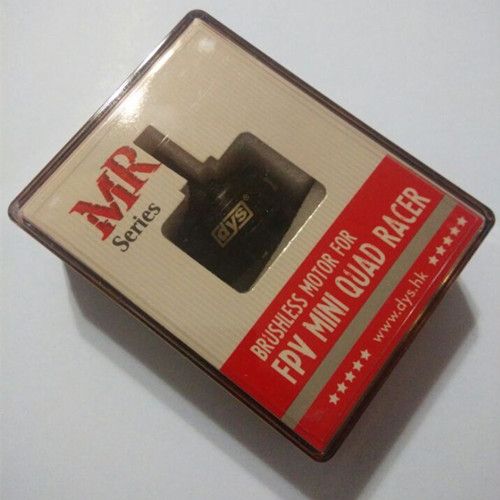 MR
Series
dys®
BRUSHLESS MOTOR FOR
FPV MINI QUAD RACER
www.dys.hk